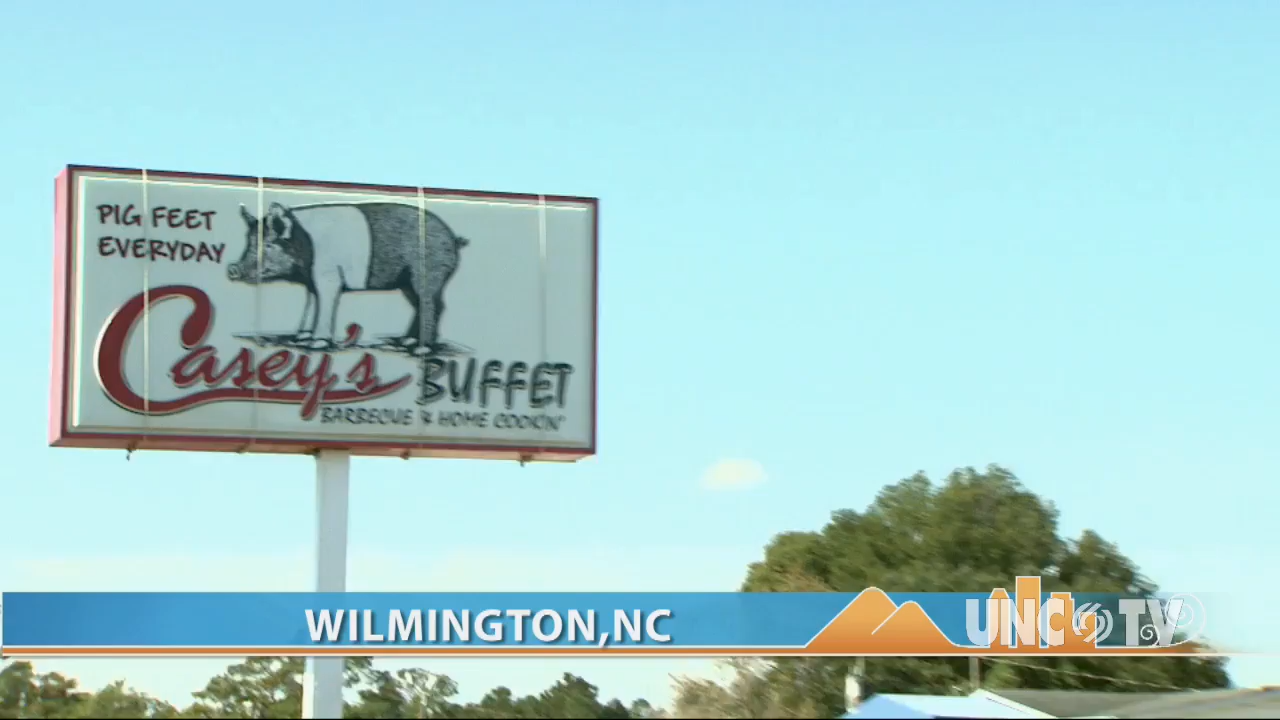 PIG FEET
EVERYDAY
Casey's BUFFET
BARBECUE & HOME COOKIN'
WILMINGTON,NC
UNC TV